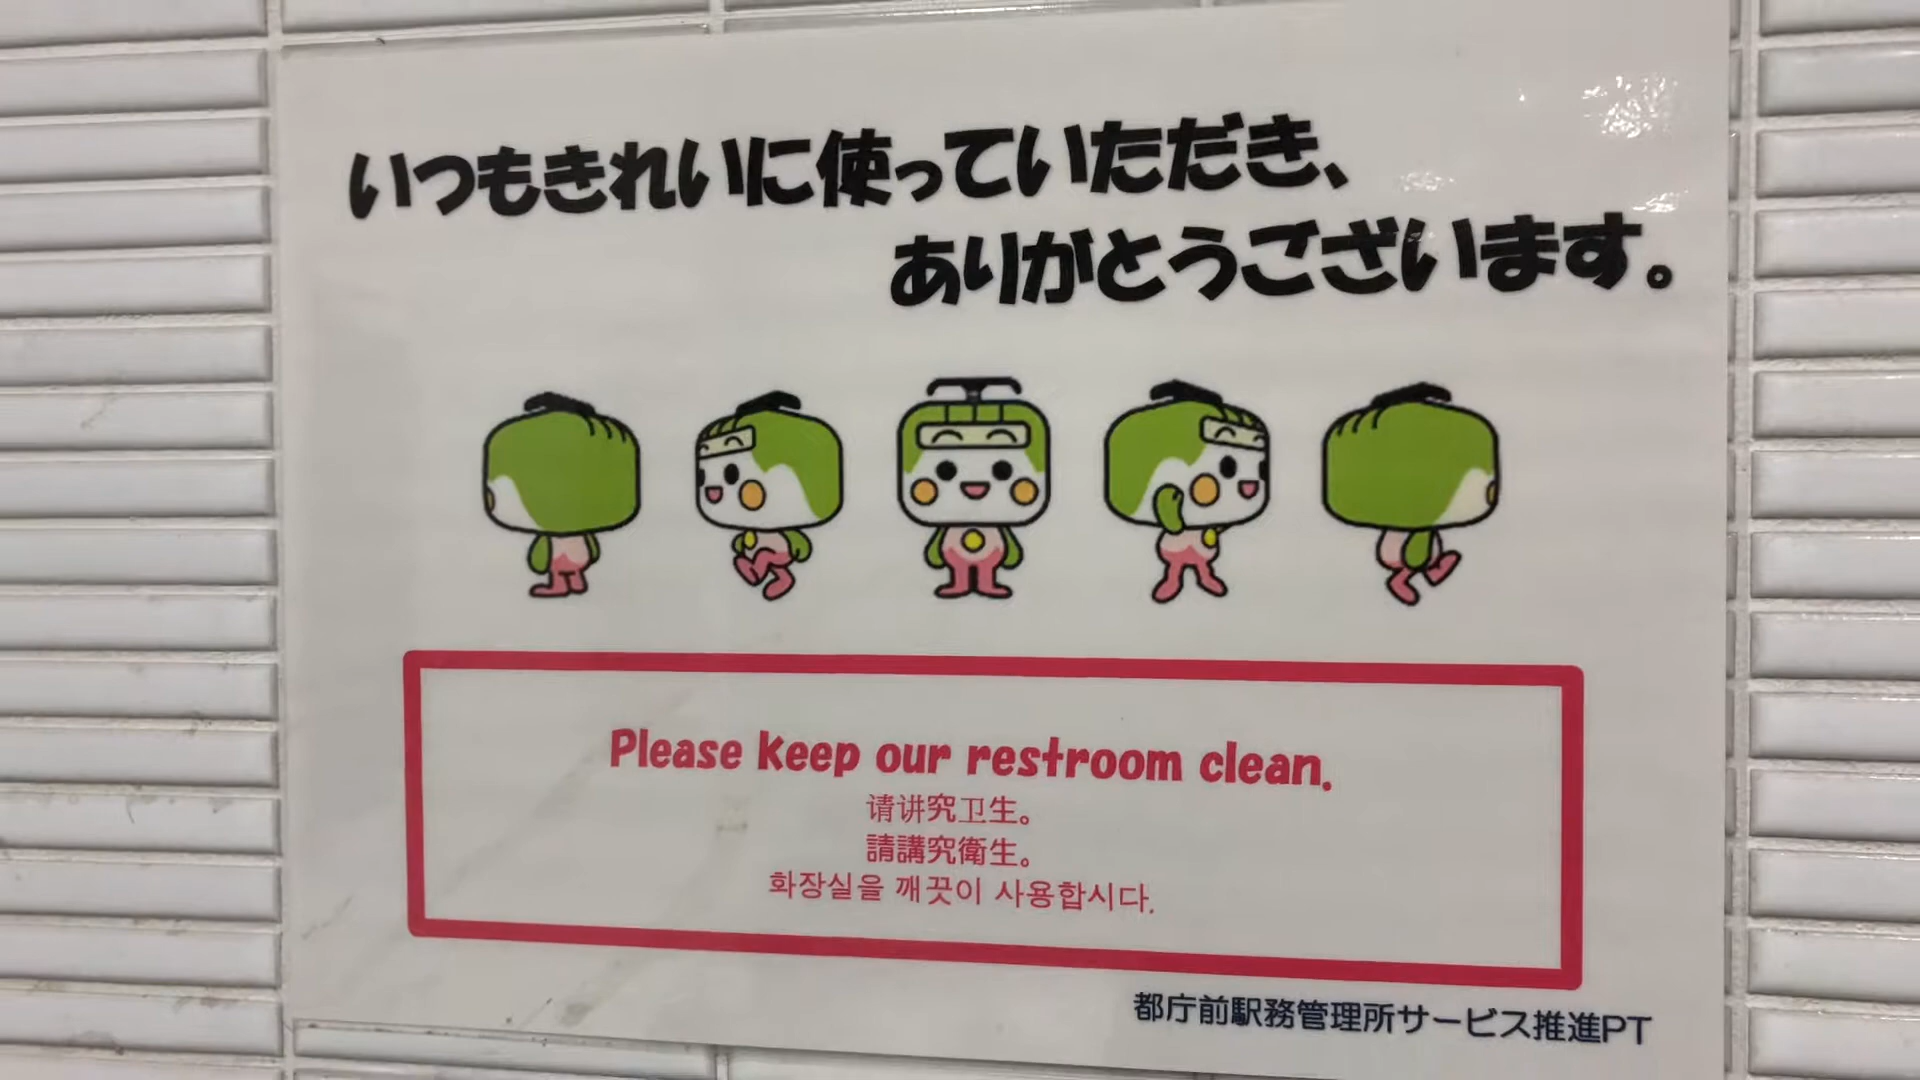 いつもきれいに使っていただき、
ありがとうございます。
Please keep our restroom clean.
请讲究卫生。
請講究衛生。
화장실을 깨끗이 사용합시다.
都庁前駅務管理所サービス推進PT